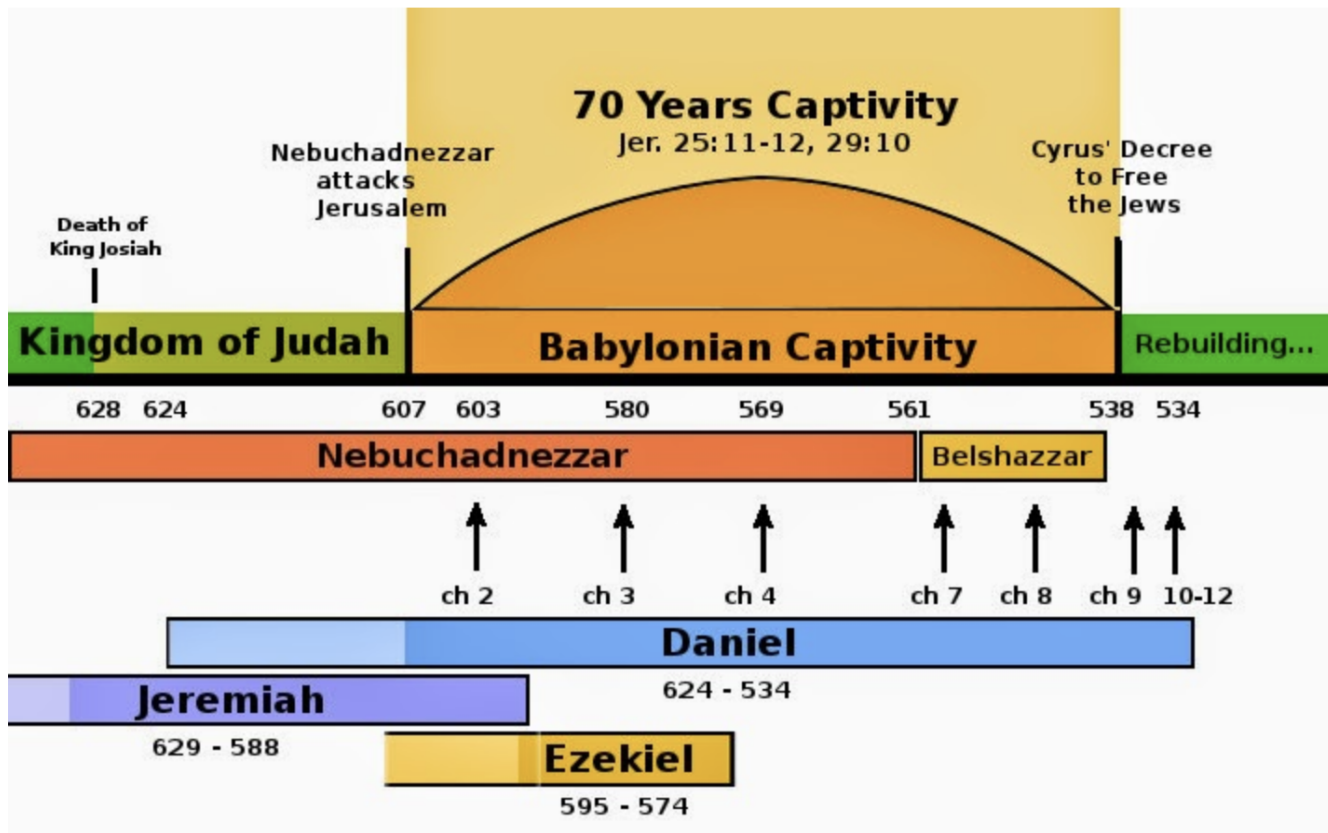 70 Years Captivity
Jer. 25:11-12, 29:10
Nebuchadnezzar
attacks
Jerusalem
Cyrus' Decree
to Free
the Jews
Death of
King Josiah
Kingdom of Judah
Babylonian Captivity
Rebuilding...
628 624 607 603 580 569 561 538 534
Nebuchadnezzar
Belshazzar
ch 2 ch 3 ch 4 ch 7 ch 8 ch 9 10-12
Daniel
624 - 534
Jeremiah
629 - 588
Ezekiel
595 - 574